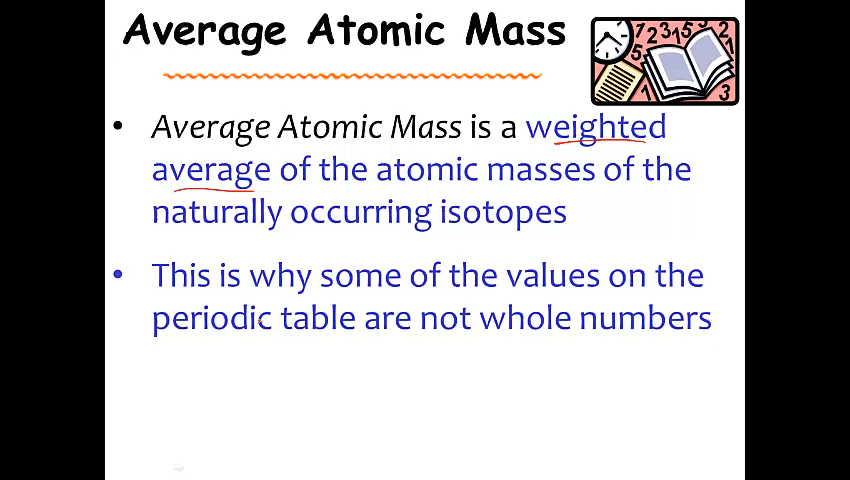 Average Atomic Mass
• Average Atomic Mass is a weighted
average of the atomic masses of the
naturally occurring isotopes
• This is why some of the values on the
periodic table are not whole numbers